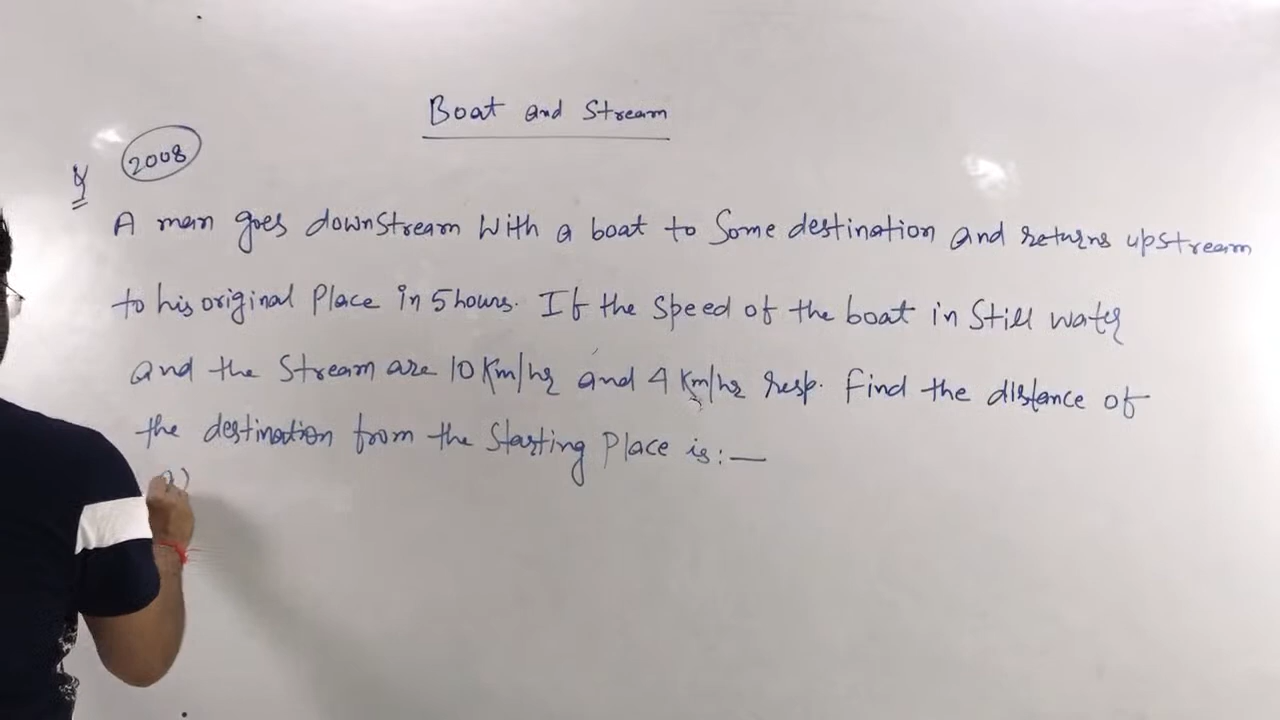 Boat and Stream
Q 2008
A man goes downstream With a boat to Some destination and returns upstream
to his original Place in 5 hours. If the Speed of the boat in Still water
and the Stream are 10 Km/hr and 4 Km/hr resp. Find the distance of
the destination from the Starting Place is:—
a)